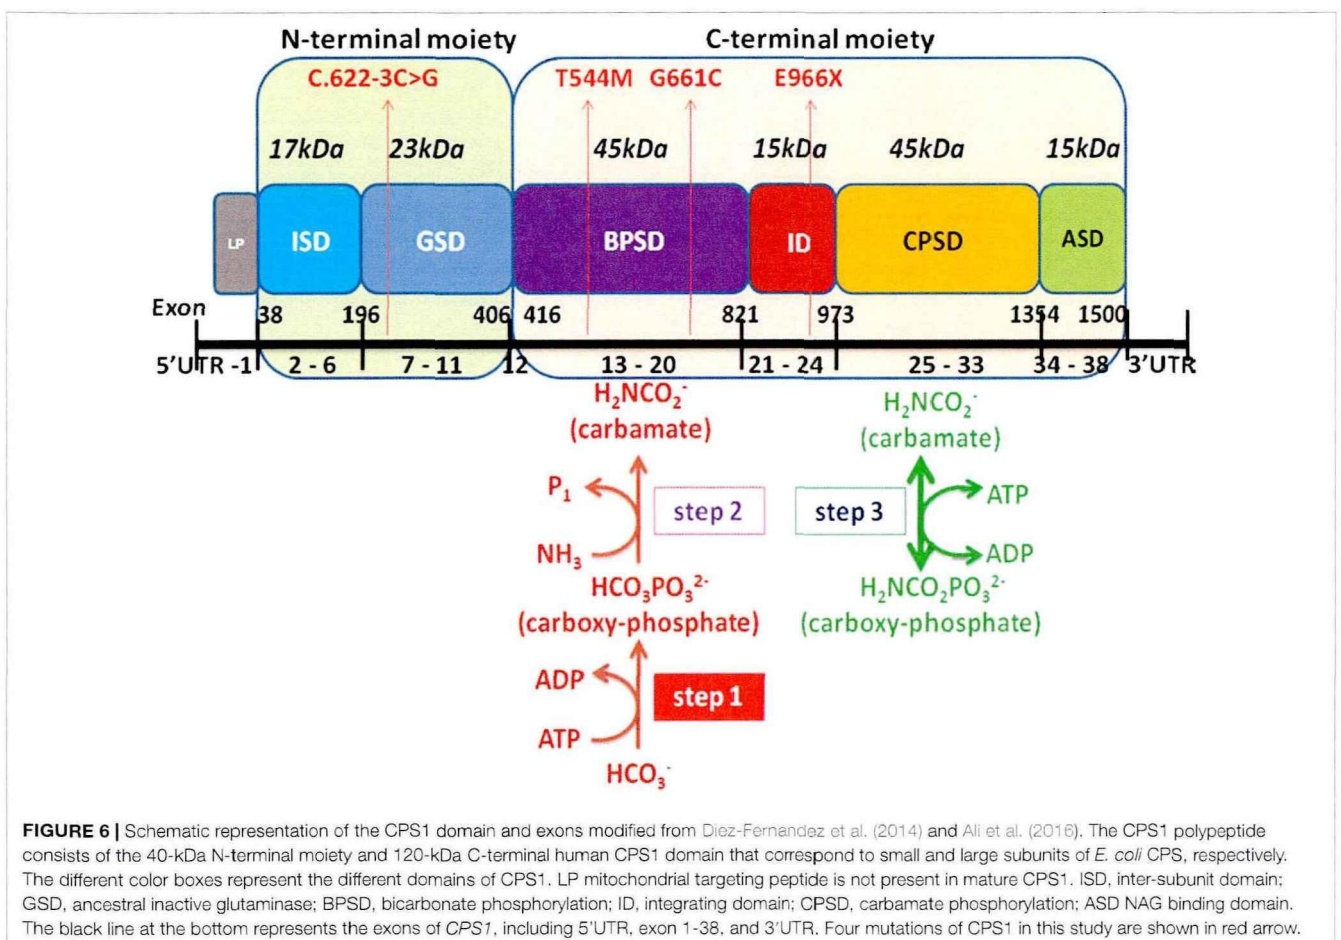 N-terminal moiety C-terminal moiety
C.622-3C>G T544M G661C E966X
17kDa 23kDa 45kDa 15kDa 45kDa 15kDa
LP ISD GSD BPSD ID CPSD ASD
Exon 38 196 406 416 821 973 1354 1500
5'UTR -1 2 - 6 7 - 11 12 13 - 20 21 - 24 25 - 33 34 - 38 3'UTR
H₂NCO₂⁻
(carbamate)
P₁
step 2
NH₃
HCO₃PO₃²⁻
(carboxy-phosphate)
ADP
step 1
ATP
HCO₃⁻
H₂NCO₂⁻
(carbamate)
step 3
ATP
ADP
H₂NCO₂PO₃²⁻
(carboxy-phosphate)
FIGURE 6 | Schematic representation of the CPS1 domain and exons modified from Diez-Fernandez et al. (2014) and Ali et al. (2016). The CPS1 polypeptide
consists of the 40-kDa N-terminal moiety and 120-kDa C-terminal human CPS1 domain that correspond to small and large subunits of E. coli CPS, respectively.
The different color boxes represent the different domains of CPS1. LP mitochondrial targeting peptide is not present in mature CPS1. ISD, inter-subunit domain;
GSD, ancestral inactive glutaminase; BPSD, bicarbonate phosphorylation; ID, integrating domain; CPSD, carbamate phosphorylation; ASD NAG binding domain.
The black line at the bottom represents the exons of CPS1, including 5'UTR, exon 1-38, and 3'UTR. Four mutations of CPS1 in this study are shown in red arrow.